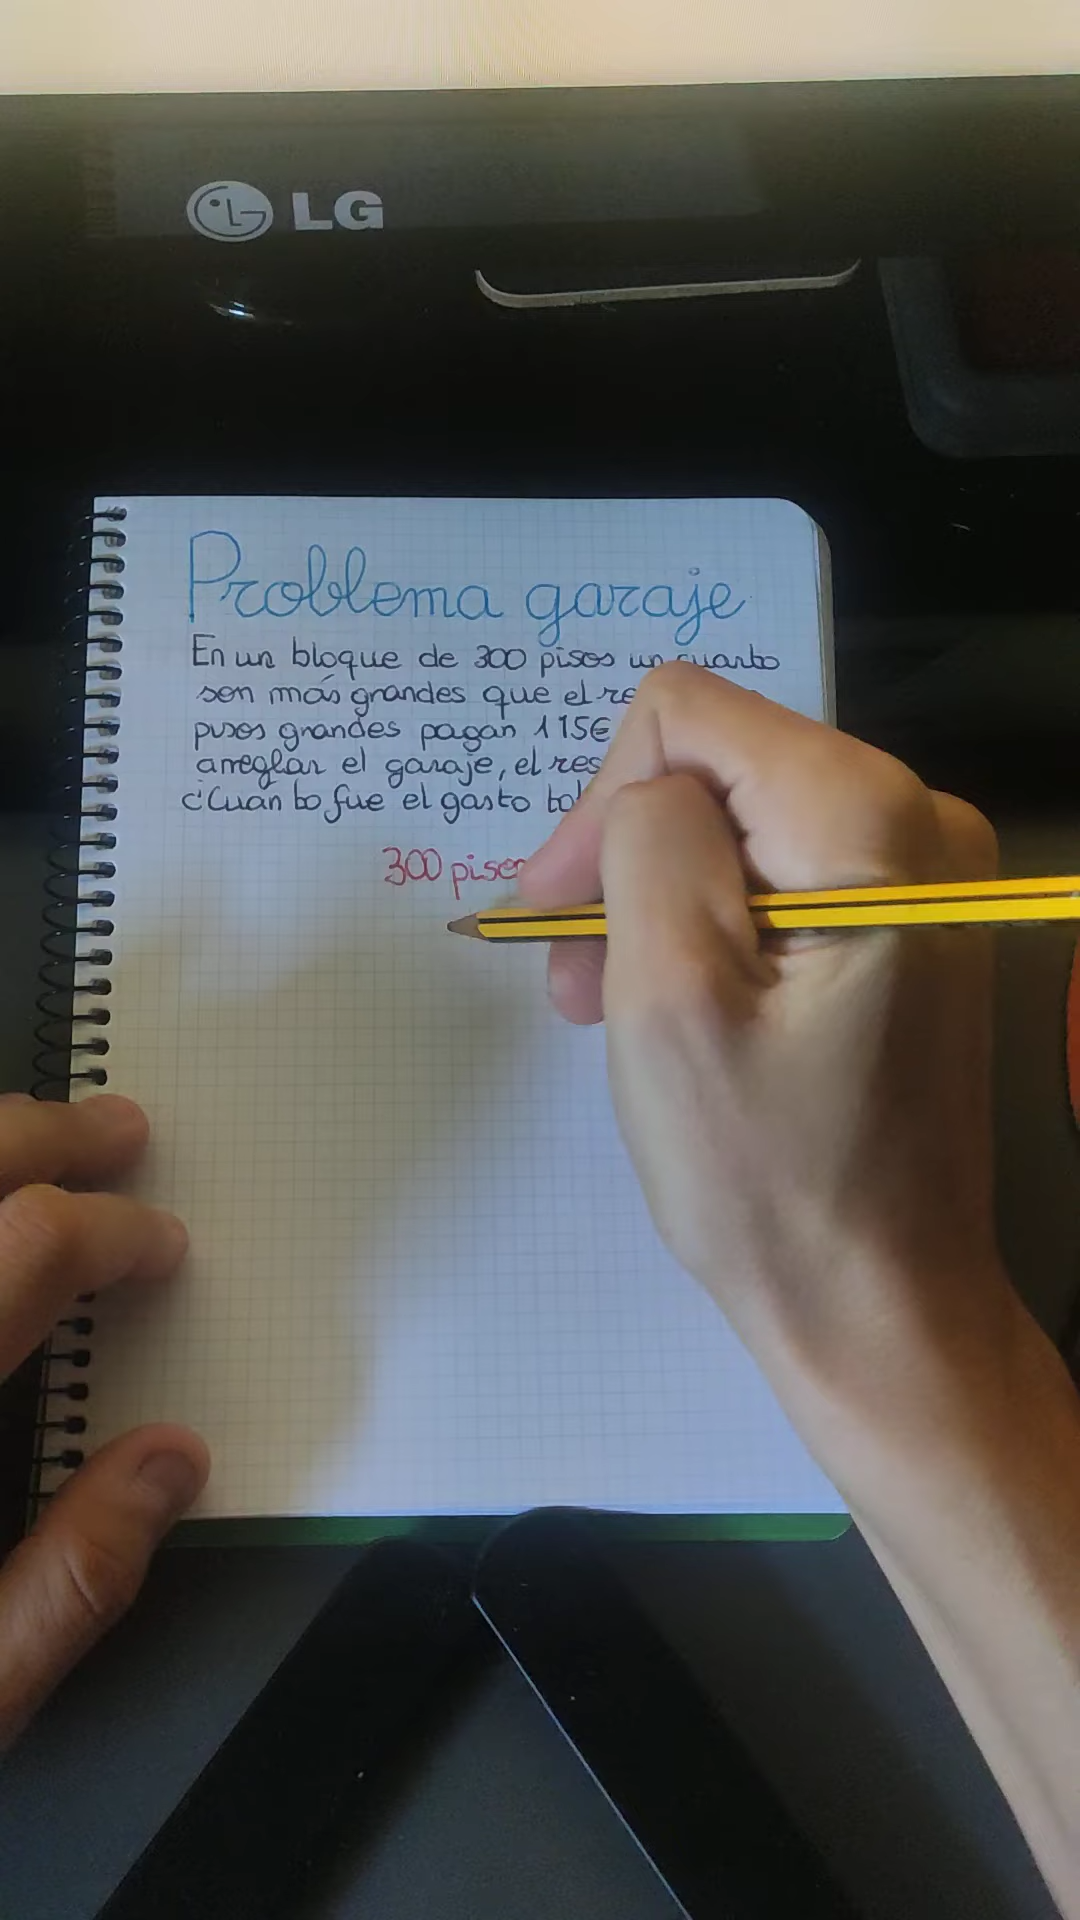 LG
Problema garaje
En un bloque de 300 pisos un cuarto
son más grandes que el
pisos grandes pagan 115€
arreglar el garaje, el
¿Cuánto fue el gasto
300 pisos